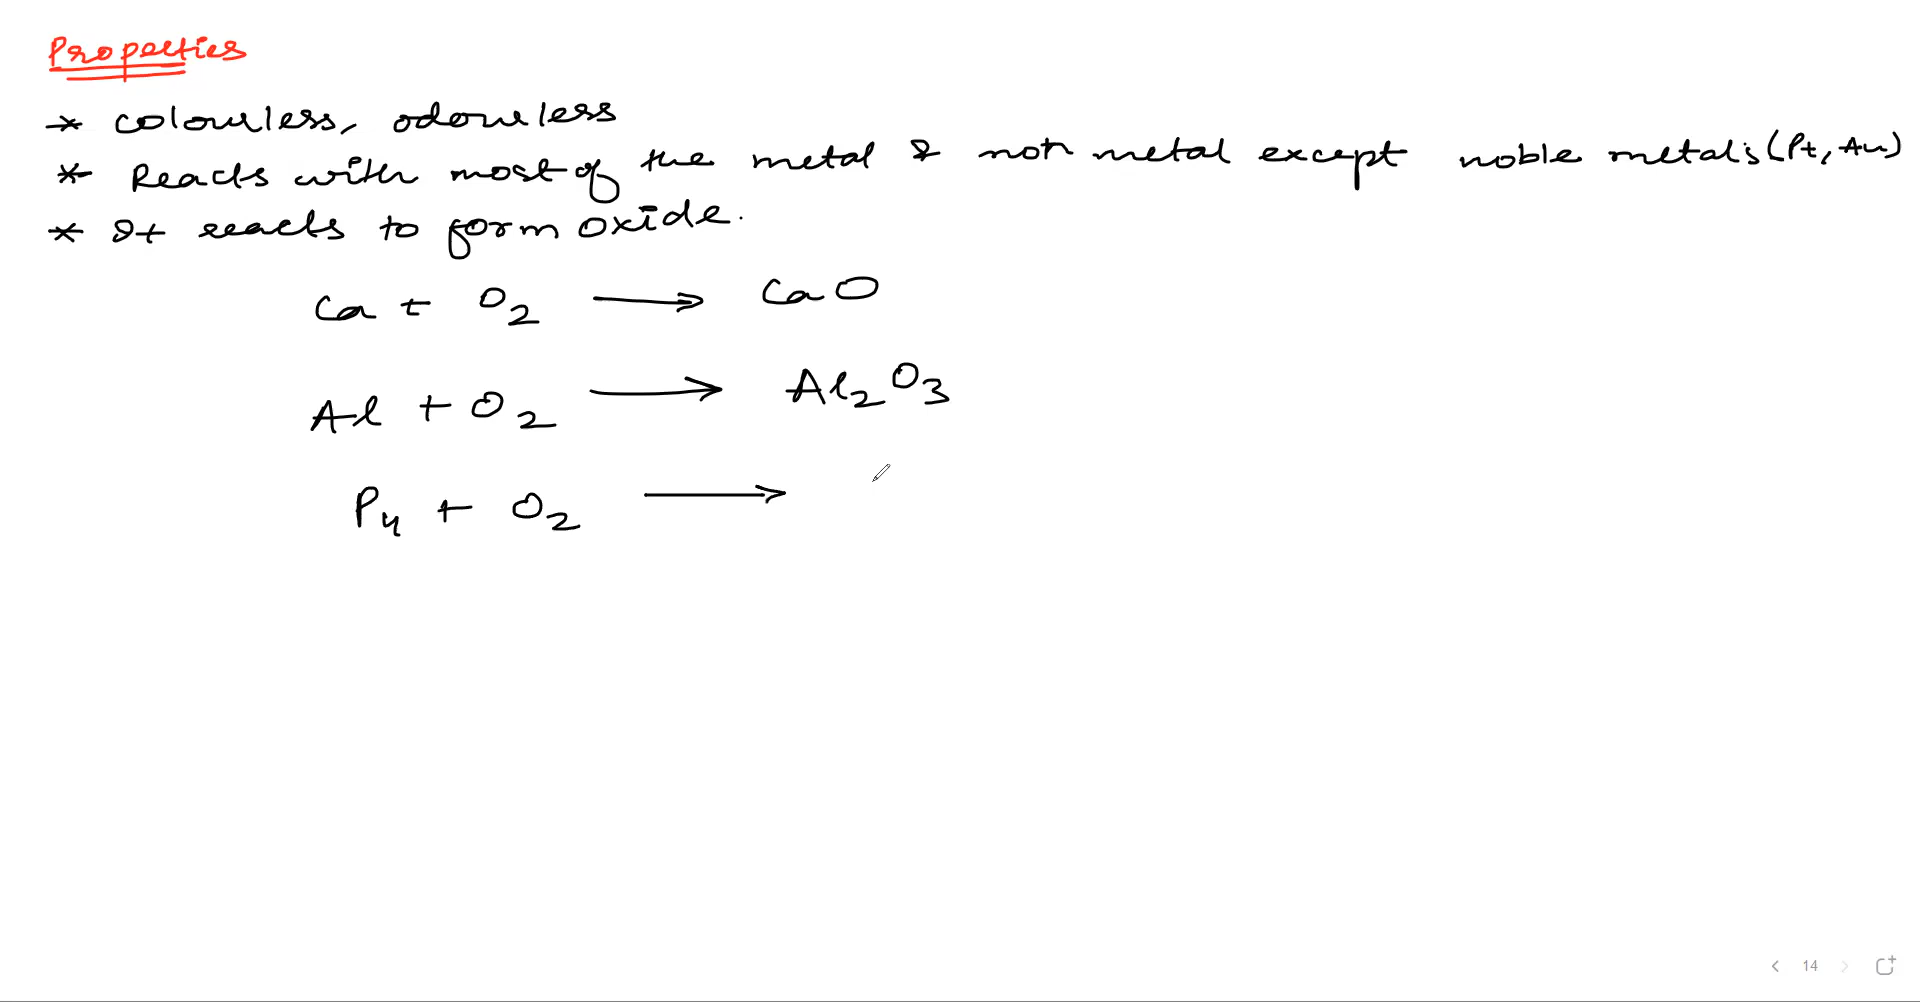 Properties
* colourless, odourless
* Reacts with most of the metal & non metal except noble metals (Pt, Au)
* It reacts to form oxide.
Ca + O₂ ⟶ CaO
Al + O₂ ⟶ Al₂O₃
P₄ + O₂ ⟶
14